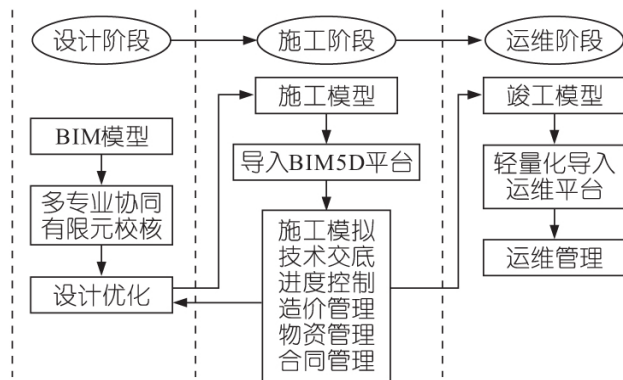 设计阶段
施工阶段
运维阶段
BIM模型
多专业协同
有限元校核
设计优化
施工模型
导入BIM5D平台
施工模拟
技术交底
进度控制
造价管理
物资管理
合同管理
竣工模型
轻量化导入
运维平台
运维管理